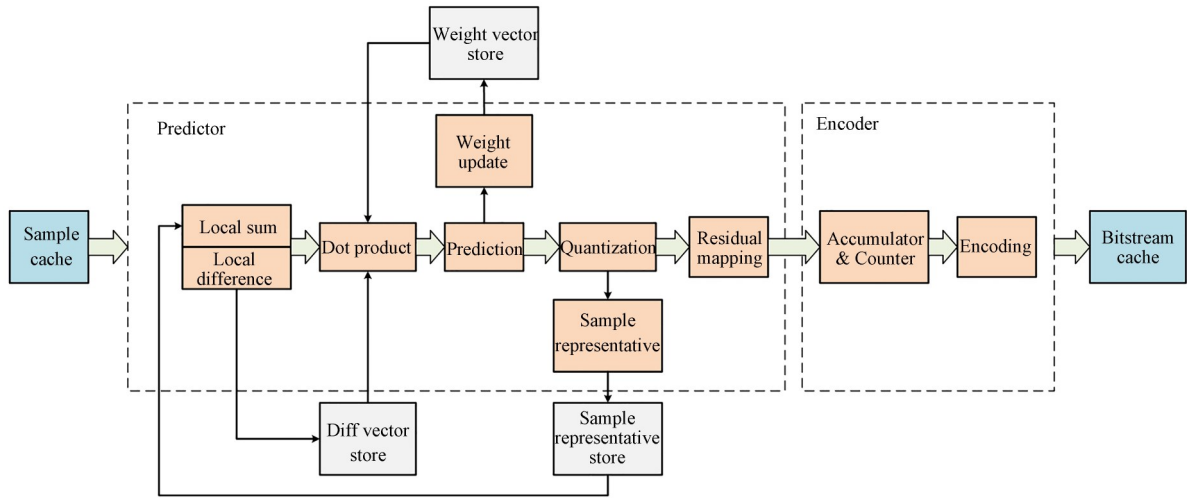 Weight vector
store
Predictor
Encoder
Weight
update
Sample
cache
Local sum
Local
difference
Dot product
Prediction
Quantization
Residual
mapping
Accumulator
& Counter
Encoding
Bitstream
cache
Sample
representative
Diff vector
store
Sample
representative
store